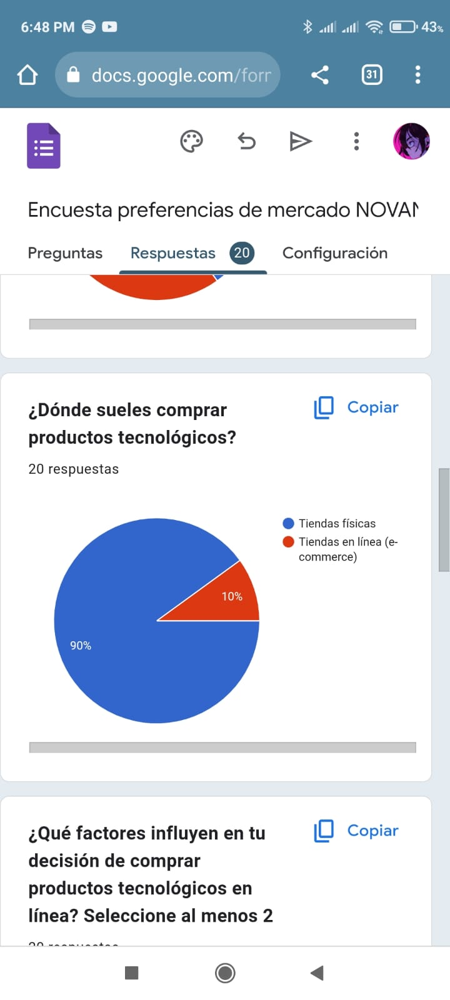 6:48 PM
43%
docs.google.com/forr
31
Encuesta preferencias de mercado NOVAN
Preguntas
Respuestas
20
Configuración
¿Dónde sueles comprar
productos tecnológicos?
Copiar
20 respuestas
Tiendas físicas
Tiendas en línea (e-
commerce)
10%
90%
¿Qué factores influyen en tu
decisión de comprar
productos tecnológicos en
línea? Seleccione al menos 2
Copiar